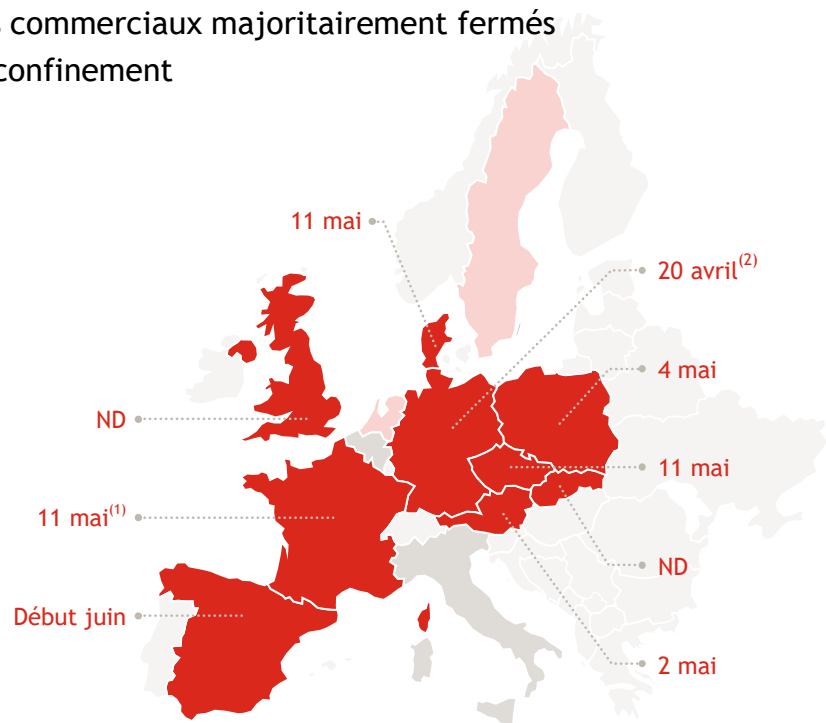 commerciaux majoritairement fermés
confinement
11 mai
20 avril(2)
4 mai
ND
11 mai
11 mai(1)
ND
Début juin
2 mai